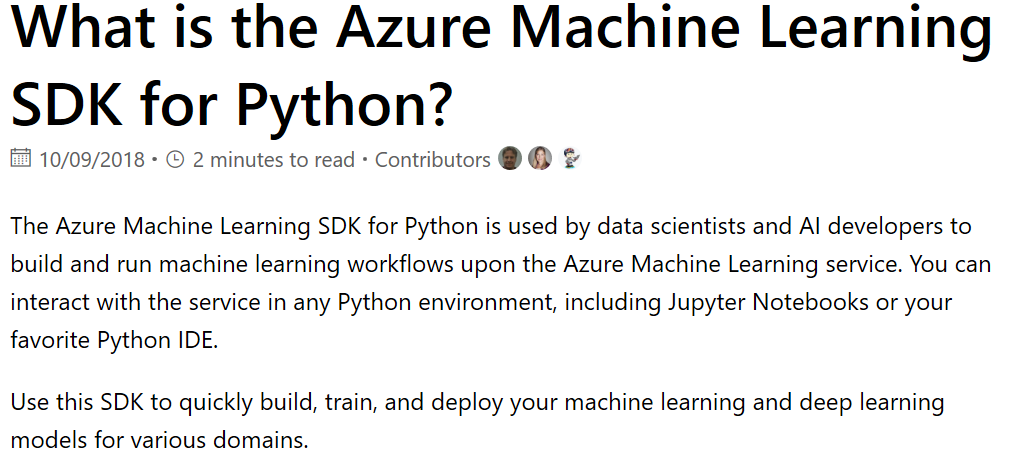 What is the Azure Machine Learning
SDK for Python?
10/09/2018 • 2 minutes to read • Contributors
The Azure Machine Learning SDK for Python is used by data scientists and AI developers to
build and run machine learning workflows upon the Azure Machine Learning service. You can
interact with the service in any Python environment, including Jupyter Notebooks or your
favorite Python IDE.
Use this SDK to quickly build, train, and deploy your machine learning and deep learning
models for various domains.